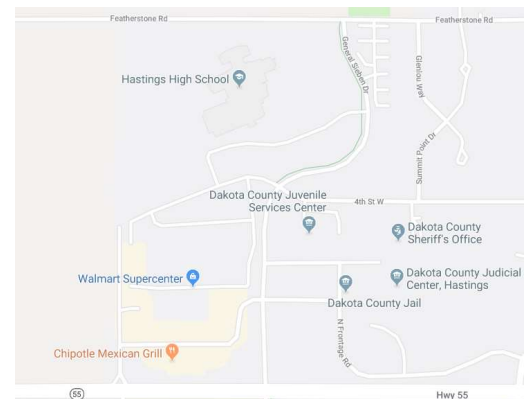 Featherstone Rd
Featherstone Rd
General Sieben Dr
Glenlou Way
Hastings High School
Summit Point Dr
Dakota County Juvenile
Services Center
4th St W
Dakota County
Sheriff's Office
Walmart Supercenter
Dakota County Judicial
Center, Hastings
Dakota County Jail
N Frontage Rd
Chipotle Mexican Grill
55
Hwy 55